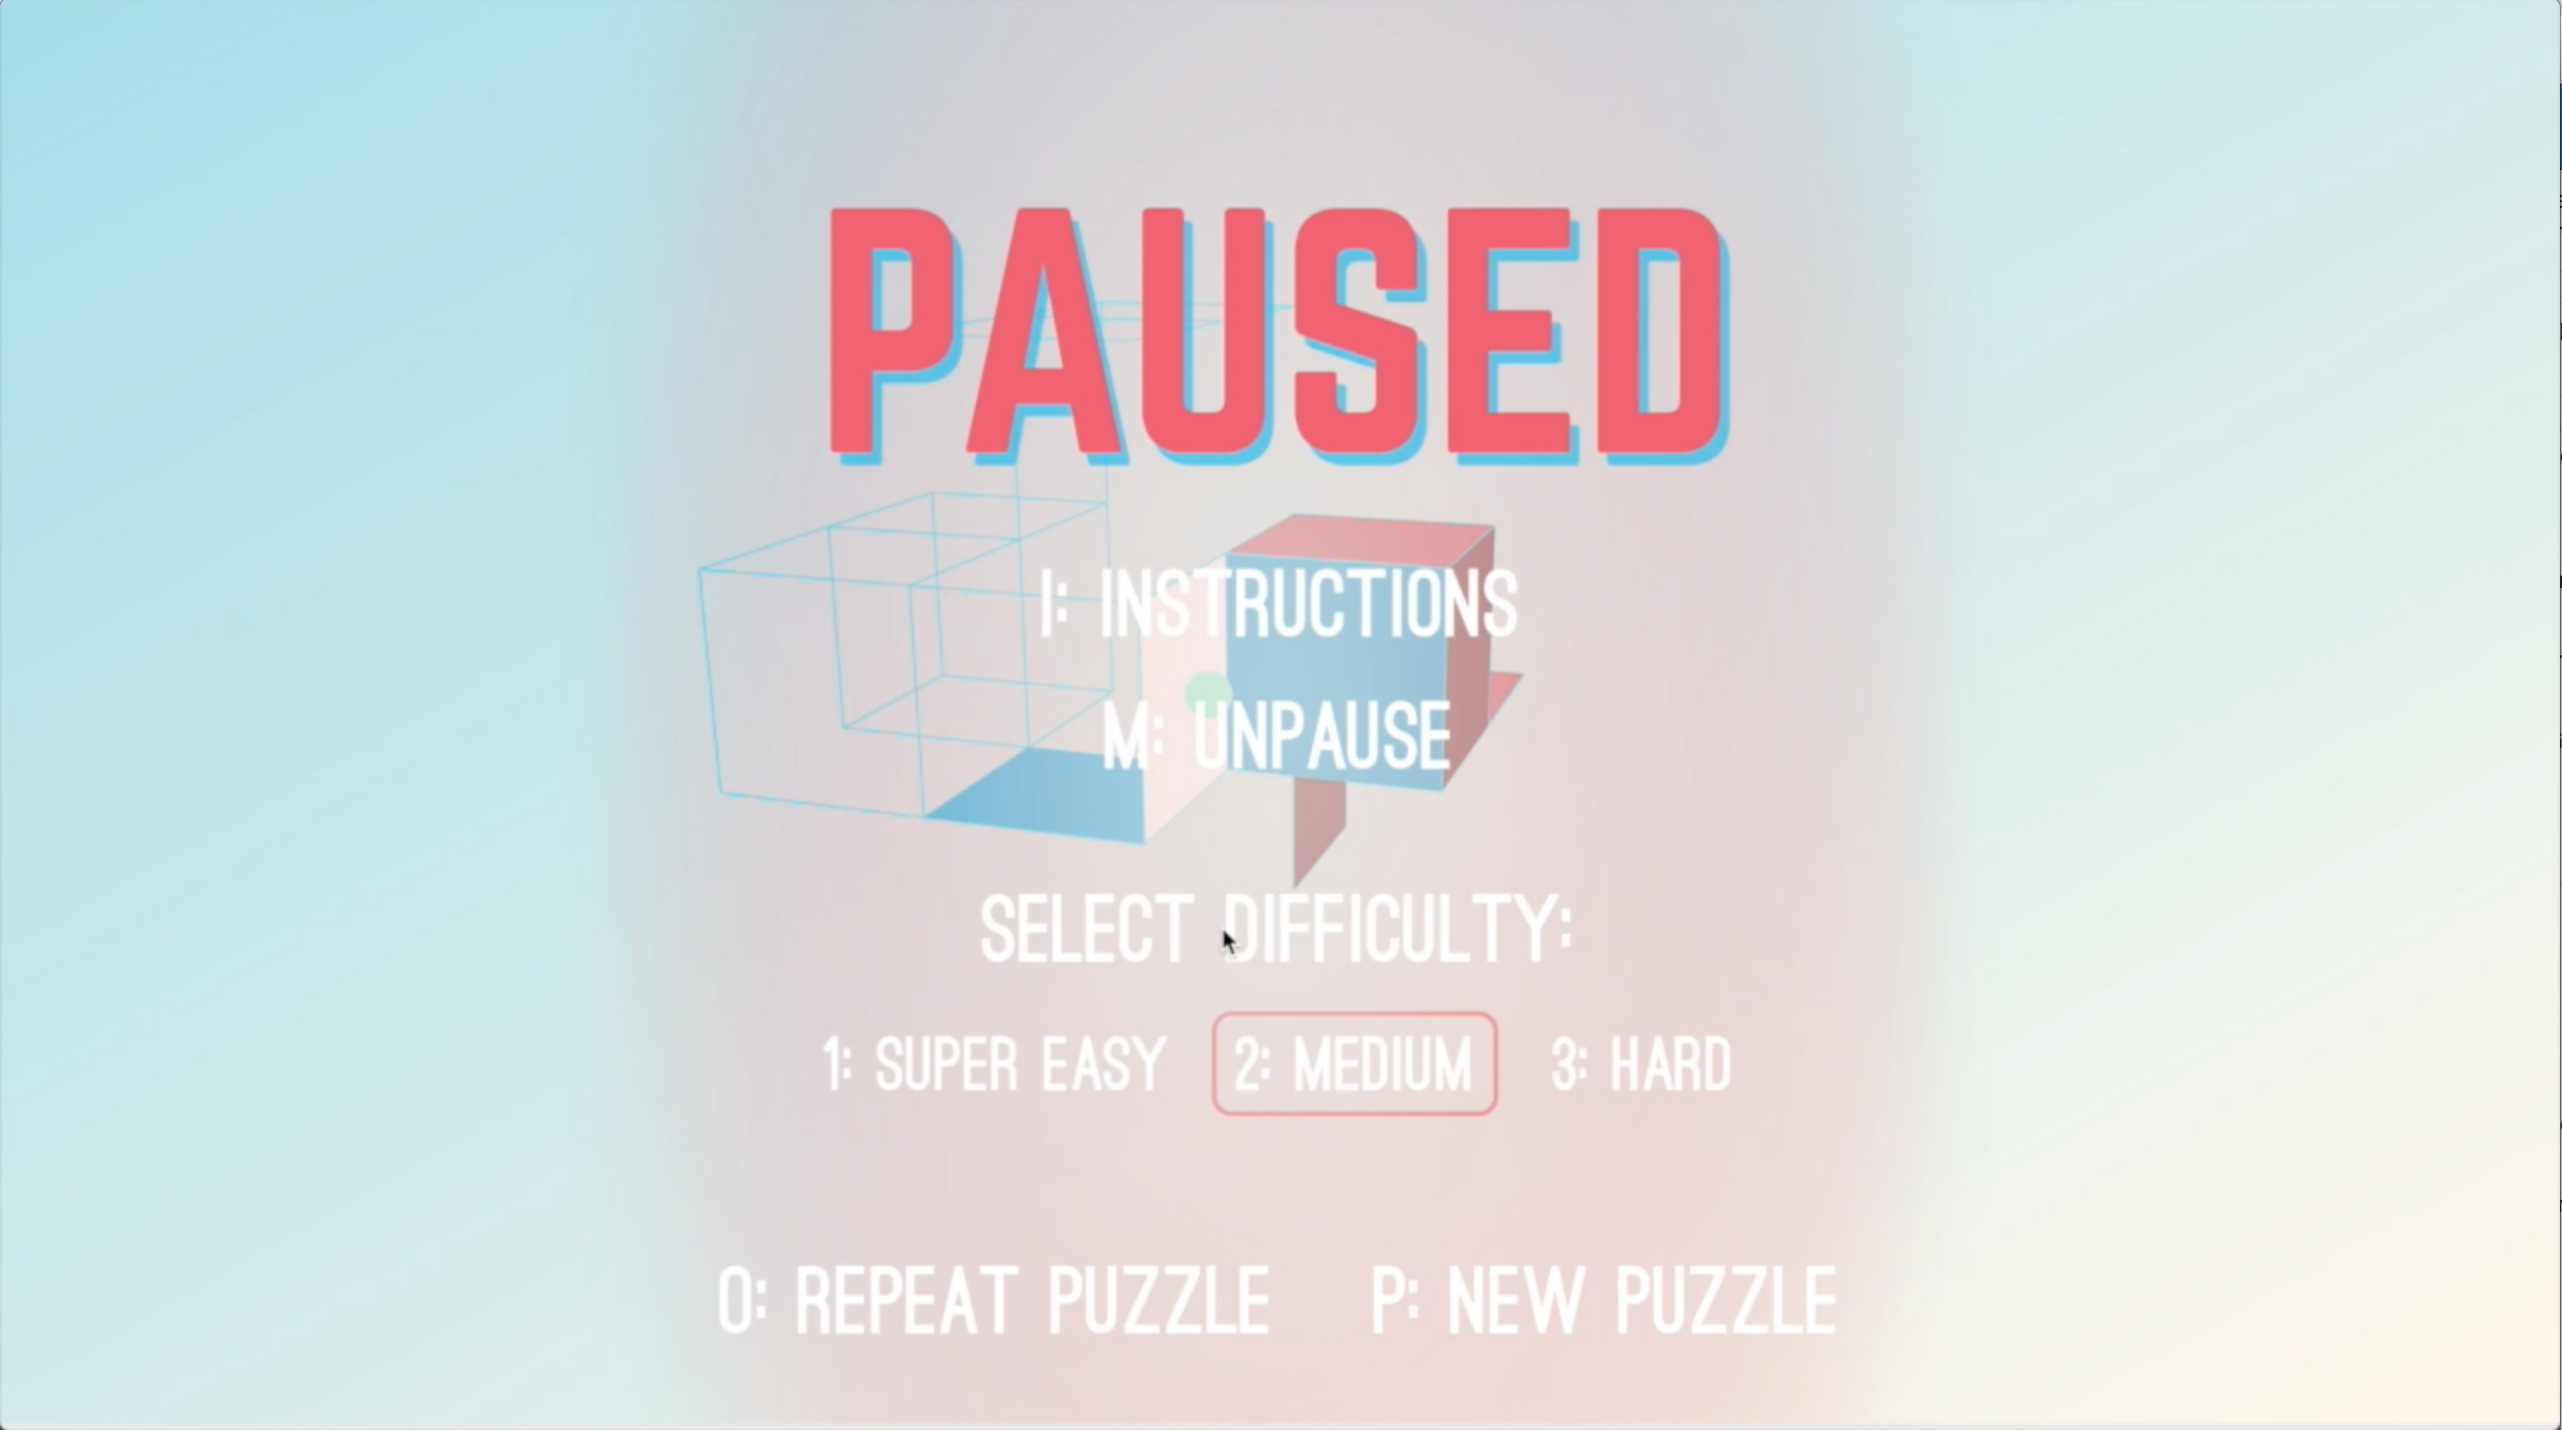 PAUSED
I: INSTRUCTIONS
M: UNPAUSE
SELECT DIFFICULTY:
1: SUPER EASY 2: MEDIUM 3: HARD
O: REPEAT PUZZLE P: NEW PUZZLE